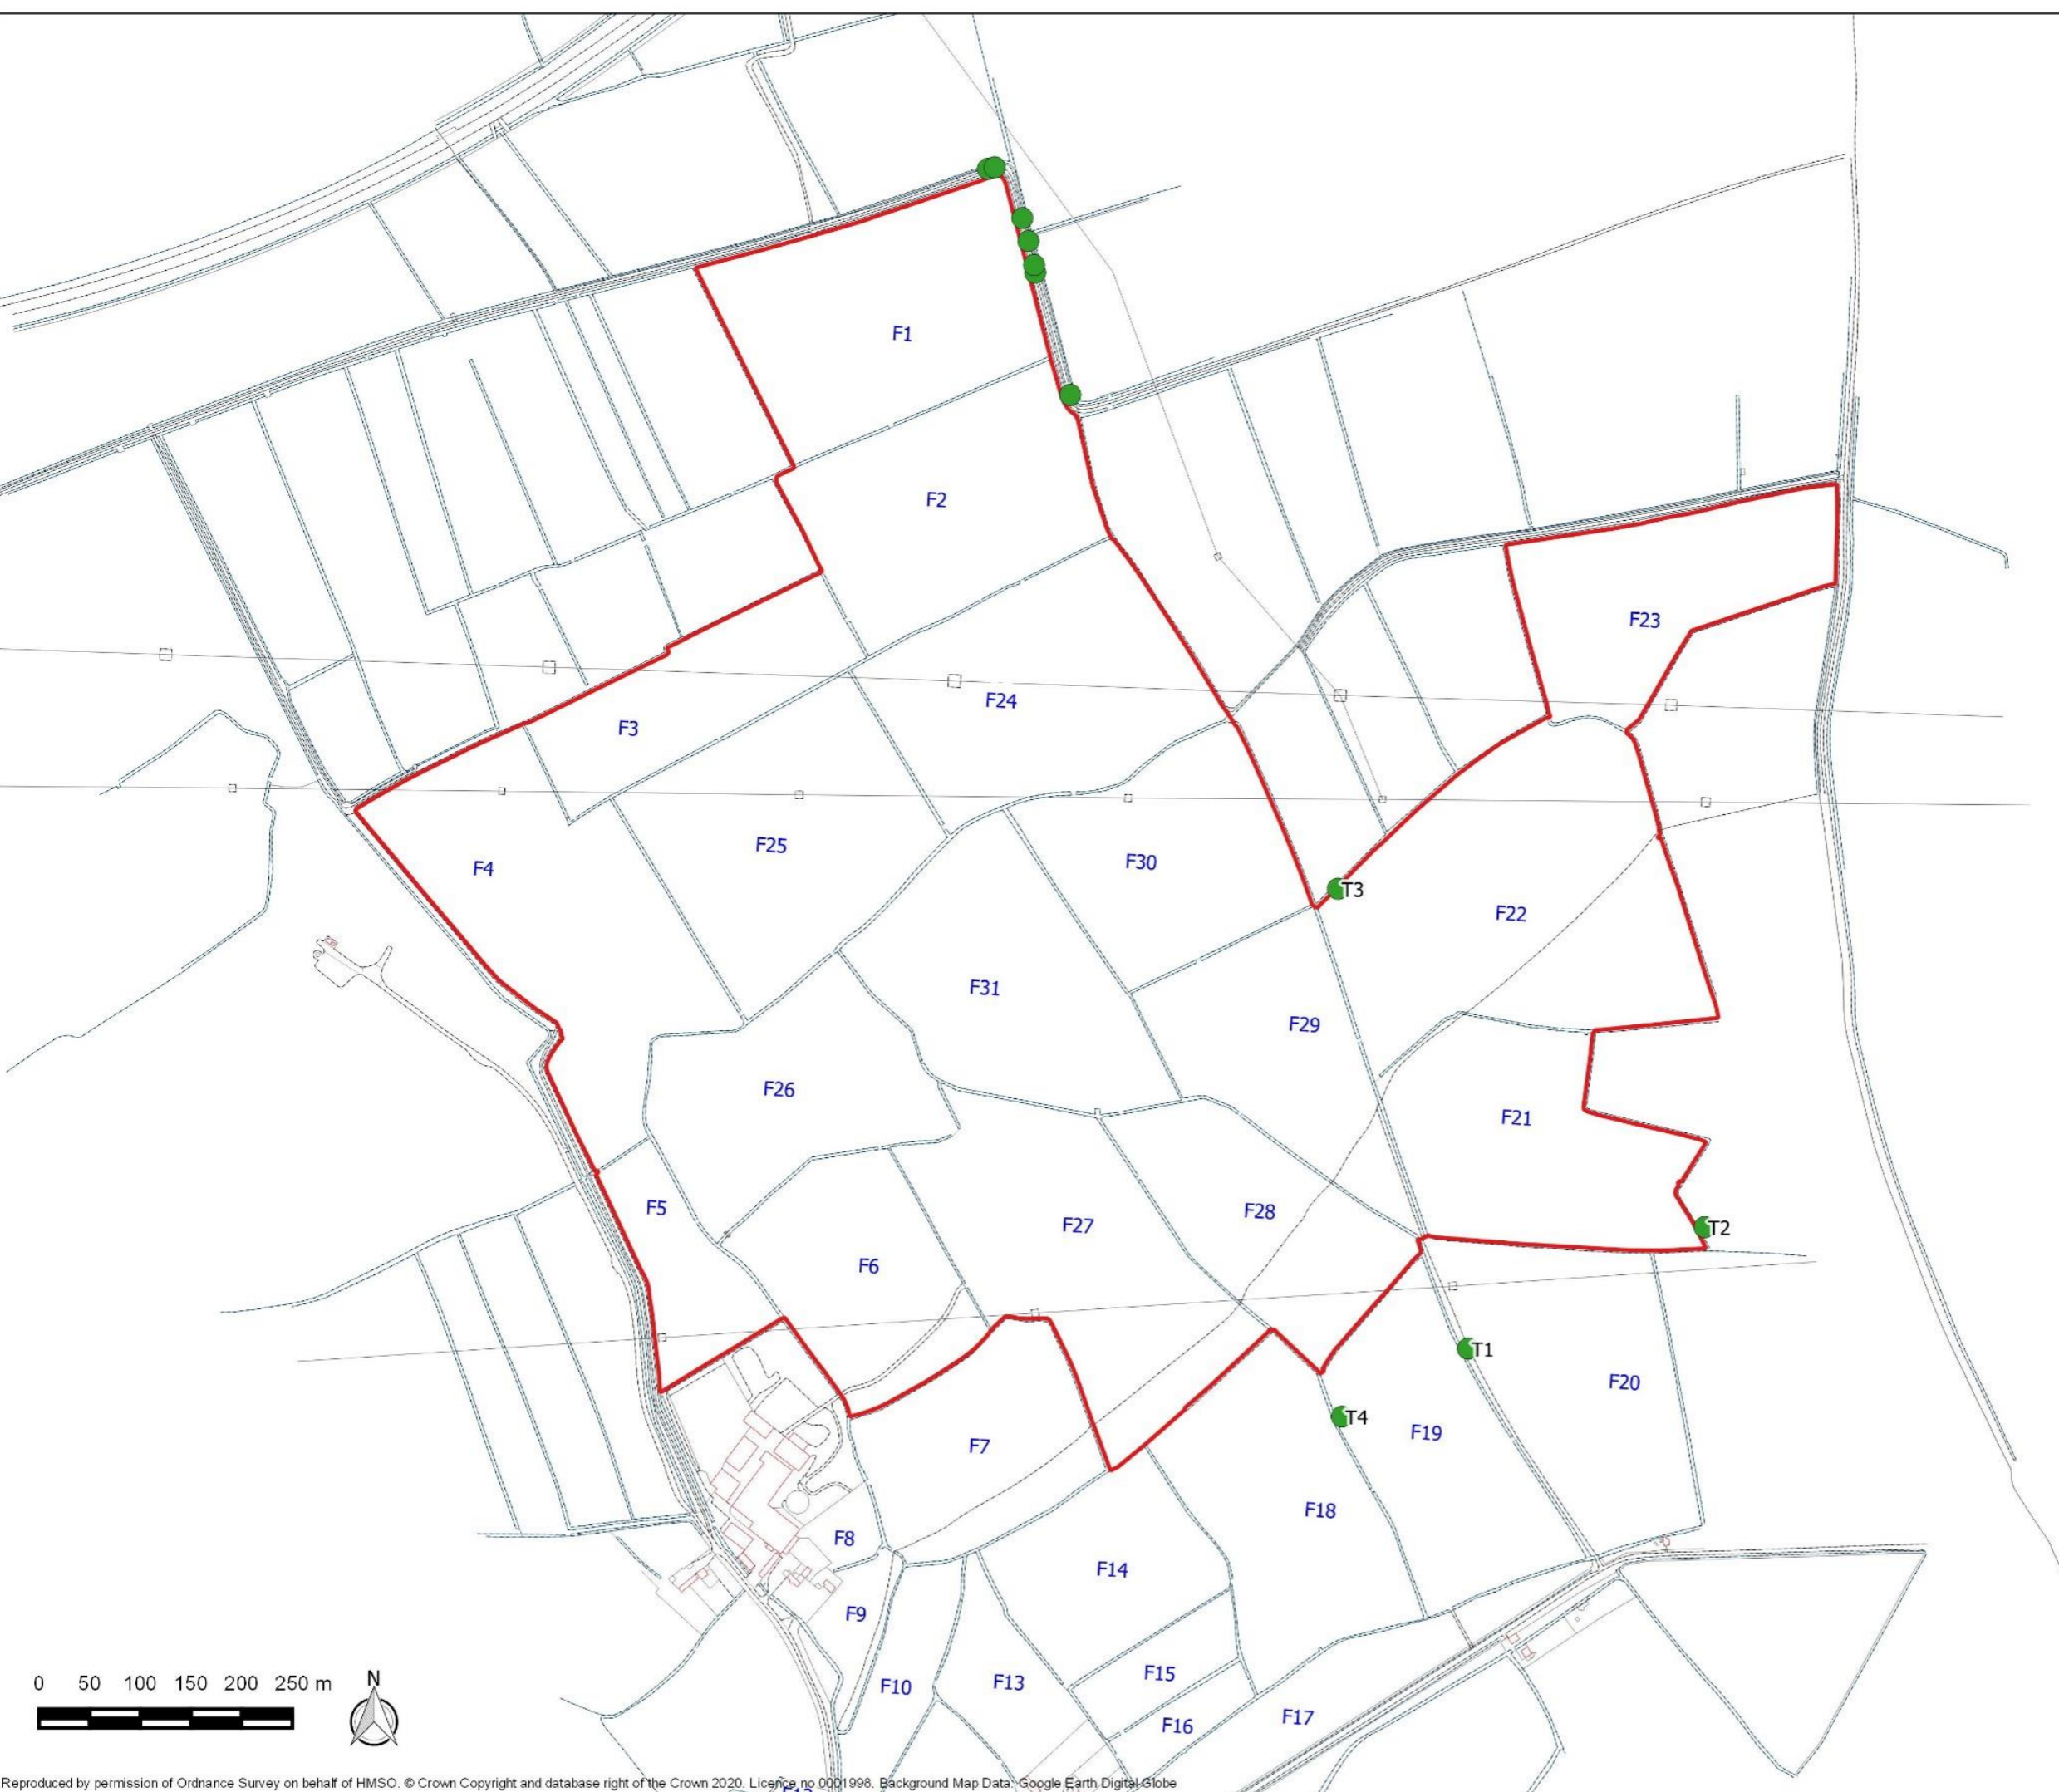 F1
F2
F23
F24
F3
F25
F30
F4
T3
F22
F31
F29
F26
F21
F5
F28
F27
T2
F6
T1
F20
T4
F19
F7
F18
F8
F14
F9
F15
F13
F10
F17
F16
0 50 100 150 200 250 m
N
Reproduced by permission of Ordnance Survey on behalf of HMSO. © Crown Copyright and database right of the Crown 2020. Licence no 0001998. Background Map Data: Google Earth Digital Globe